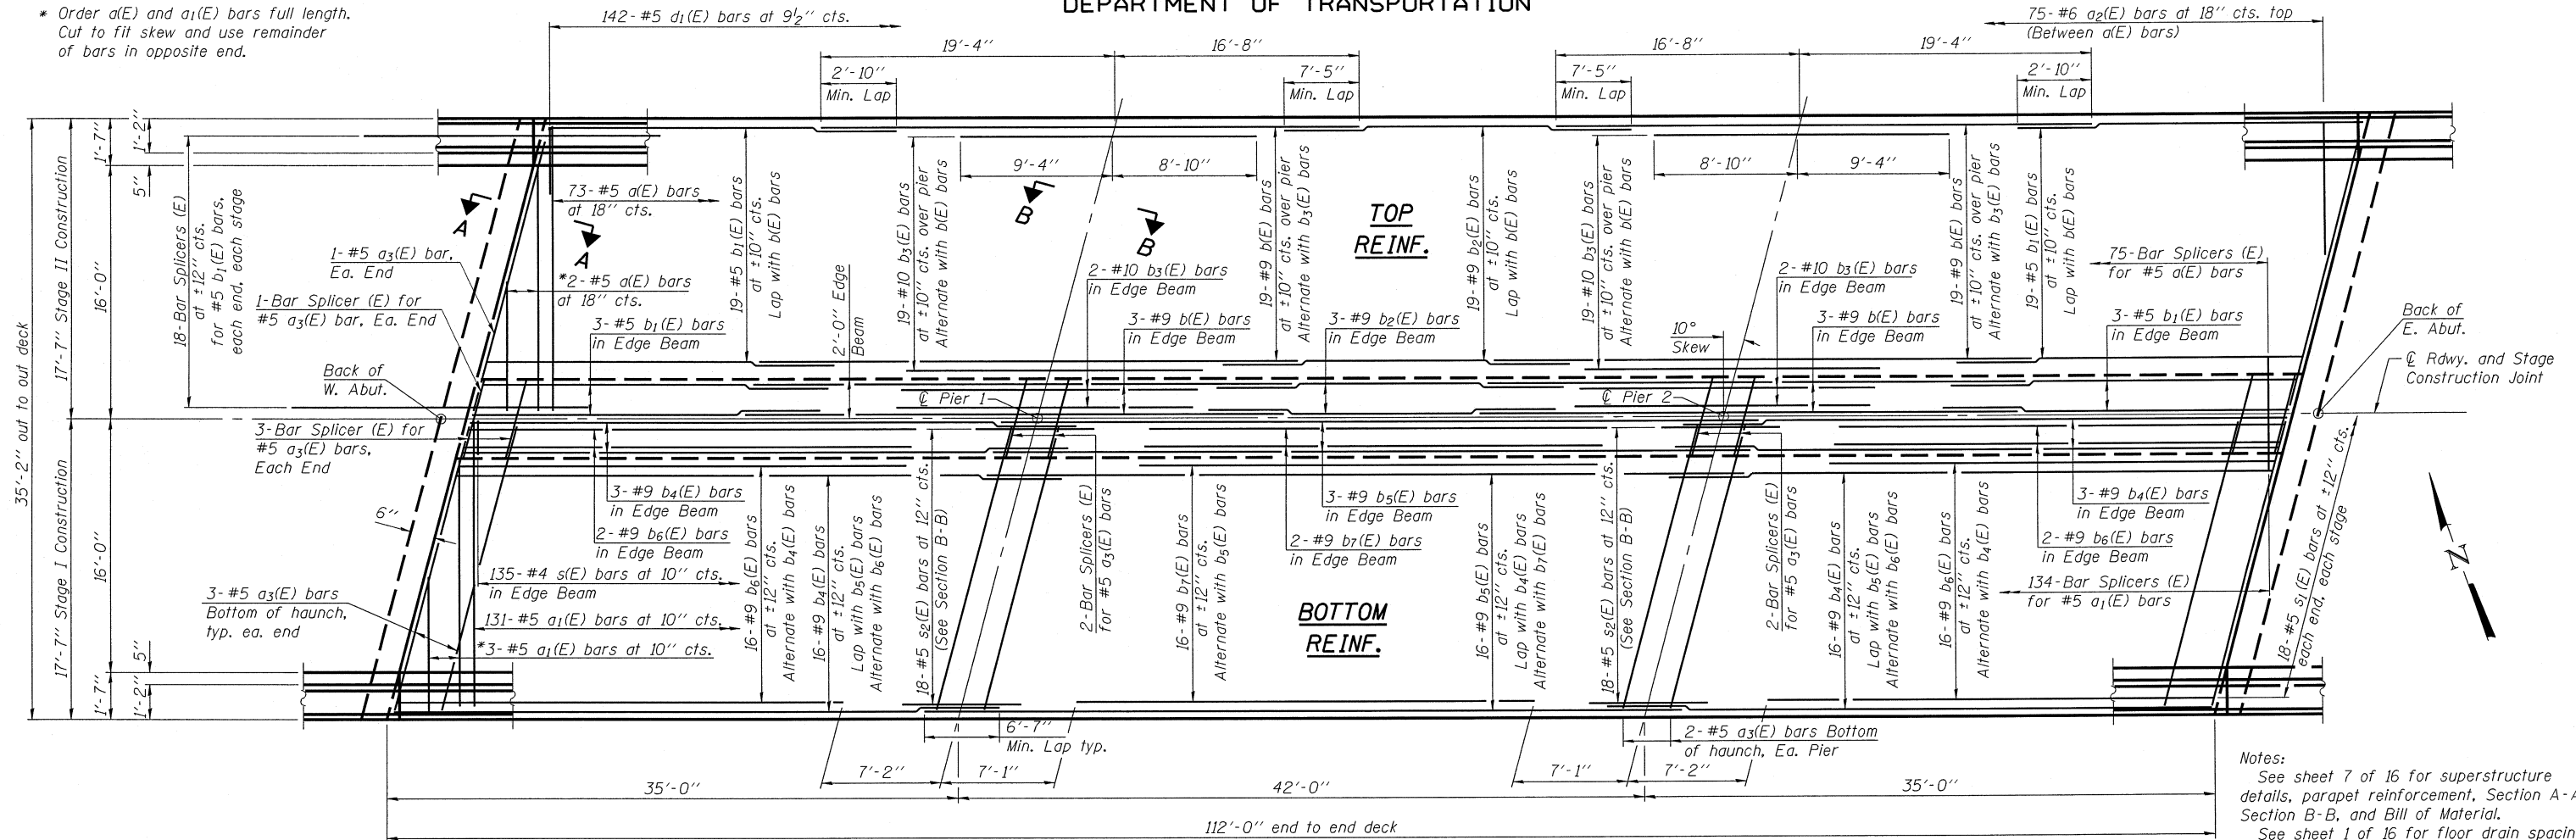 DEPARTMENT OF TRANSPORTATION
* Order a(E) and a1(E) bars full length.
Cut to fit skew and use remainder
of bars in opposite end.
142-#5 d1(E) bars at 9½" cts.
75-#6 a2(E) bars at 18" cts. top
(Between a(E) bars)
19'-4"
16'-8"
16'-8"
19'-4"
2'-10"
Min. Lap
7'-5"
Min. Lap
7'-5"
Min. Lap
2'-10"
Min. Lap
35'-2" out to out deck
17'-7" Stage II Construction
1'-7"
1'-2"
5"
16'-0"
18-Bar Splicers (E)
at ±12" cts.
for #5 b1(E) bars,
each end, each stage
A
A
73-#5 a(E) bars
at 18" cts.
1-#5 a3(E) bar,
Ea. End
*2-#5 a(E) bars
at 18" cts.
1-Bar Splicer (E) for
#5 a3(E) bar, Ea. End
3-#5 b1(E) bars
in Edge Beam
19-#5 b1(E) bars
at ±10" cts.
Lap with b(E) bars
2'-0" Edge
Beam
19-#10 b3(E) bars
at ±10" cts. over pier
Alternate with b(E) bars
9'-4"
8'-10"
B
B
2-#10 b3(E) bars
in Edge Beam
3-#9 b(E) bars
in Edge Beam
19-#9 b(E) bars
at ±10" cts. over pier
Alternate with b3(E) bars
TOP
REINF.
3-#9 b2(E) bars
in Edge Beam
19-#9 b2(E) bars
at ±10" cts.
Lap with b(E) bars
19-#10 b3(E) bars
at ±10" cts. over pier
Alternate with b(E) bars
8'-10"
9'-4"
10°
Skew
2-#10 b3(E) bars
in Edge Beam
3-#9 b(E) bars
in Edge Beam
19-#9 b(E) bars
at ±10" cts. over pier
Alternate with b3(E) bars
19-#5 b1(E) bars
at ±10" cts.
Lap with b(E) bars
75-Bar Splicers (E)
for #5 a(E) bars
3-#5 b1(E) bars
in Edge Beam
Back of
E. Abut.
℄ Rdwy. and Stage
Construction Joint
Back of
W. Abut.
℄ Pier 1
℄ Pier 2
3-Bar Splicer (E) for
#5 a3(E) bars,
Each End
17'-7" Stage I Construction
16'-0"
5"
1'-7"
1'-2"
6"
3-#5 a3(E) bars
Bottom of haunch,
typ. ea. end
3-#9 b4(E) bars
in Edge Beam
2-#9 b6(E) bars
in Edge Beam
135-#4 s(E) bars at 10" cts.
in Edge Beam
131-#5 a1(E) bars at 10" cts.
*3-#5 a1(E) bars at 10" cts.
16-#9 b6(E) bars
at ±12" cts.
Alternate with b4(E) bars
16-#9 b4(E) bars
at ±12" cts.
Lap with b5(E) bars
Alternate with b6(E) bars
18-#5 s2(E) bars at 12" cts.
(See Section B-B)
2-Bar Splicers (E)
for #5 a3(E) bars
16-#9 b7(E) bars
at ±12" cts.
Alternate with b5(E) bars
3-#9 b5(E) bars
in Edge Beam
2-#9 b7(E) bars
in Edge Beam
BOTTOM
REINF.
16-#9 b5(E) bars
at ±12" cts.
Lap with b4(E) bars
Alternate with b7(E) bars
18-#5 s2(E) bars at 12" cts.
(See Section B-B)
2-Bar Splicers (E)
for #5 a3(E) bars
16-#9 b4(E) bars
at ±12" cts.
Lap with b5(E) bars
Alternate with b6(E) bars
16-#9 b6(E) bars
at ±12" cts.
Alternate with b4(E) bars
3-#9 b4(E) bars
in Edge Beam
2-#9 b6(E) bars
in Edge Beam
134-Bar Splicers (E)
for #5 a1(E) bars
18-#5 s1(E) bars at ±12" cts.
each end, each stage
N
6'-7"
Min. Lap typ.
2-#5 a3(E) bars Bottom
of haunch, Ea. Pier
7'-2"
7'-1"
7'-1"
7'-2"
35'-0"
42'-0"
35'-0"
112'-0" end to end deck
Notes:
See sheet 7 of 16 for superstructure
details, parapet reinforcement, Section A-A
Section B-B, and Bill of Material.
See sheet 1 of 16 for floor drain spacin